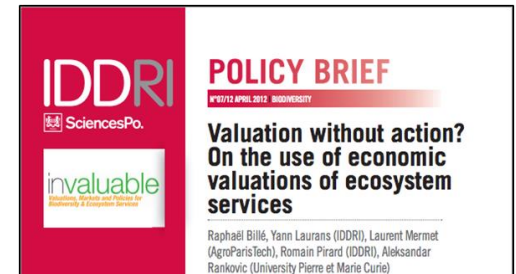 IDDRI
SciencesPo.
invaluable
Valuations, Markets and Policies for
Biodiversity & Ecosystem Services
POLICY BRIEF
N°07/12 APRIL 2012 | BIODIVERSITY
Valuation without action?
On the use of economic
valuations of ecosystem
services
Raphaël Billé, Yann Laurans (IDDRI), Laurent Mermet
(AgroParisTech), Romain Pirard (IDDRI), Aleksandar
Rankovic (University Pierre et Marie Curie)